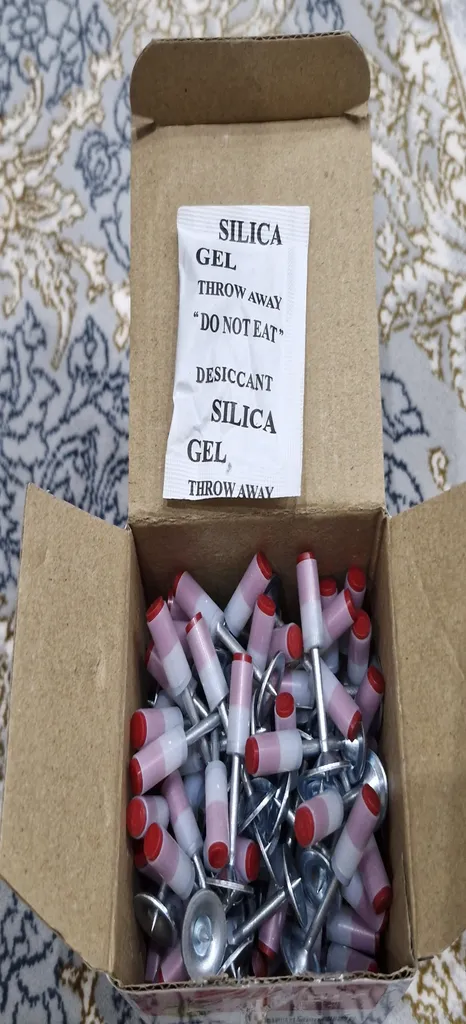 SILICA
GEL
THROW AWAY
“DO NOT EAT”
DESICCANT
SILICA
GEL
THROW AWAY